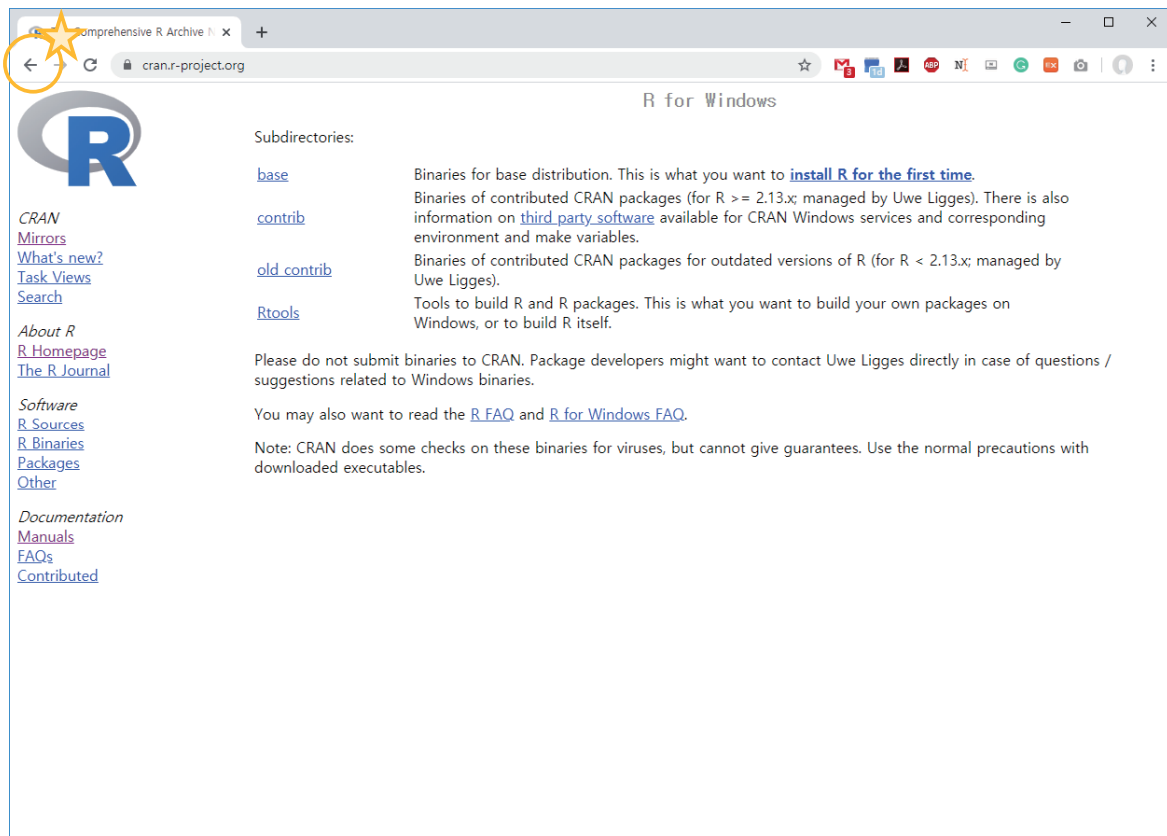 Comprehensive R Archive N
cran.r-project.org
3
1d
ABP
N
G
EX
R
R for Windows
Subdirectories:
base Binaries for base distribution. This is what you want to install R for the first time.
Binaries of contributed CRAN packages (for R >= 2.13.x; managed by Uwe Ligges). There is also
contrib information on third party software available for CRAN Windows services and corresponding
environment and make variables.
old contrib Binaries of contributed CRAN packages for outdated versions of R (for R < 2.13.x; managed by
Uwe Ligges).
Rtools Tools to build R and R packages. This is what you want to build your own packages on
Windows, or to build R itself.
Please do not submit binaries to CRAN. Package developers might want to contact Uwe Ligges directly in case of questions /
suggestions related to Windows binaries.
You may also want to read the R FAQ and R for Windows FAQ.
Note: CRAN does some checks on these binaries for viruses, but cannot give guarantees. Use the normal precautions with
downloaded executables.
CRAN
Mirrors
What's new?
Task Views
Search
About R
R Homepage
The R Journal
Software
R Sources
R Binaries
Packages
Other
Documentation
Manuals
FAQs
Contributed